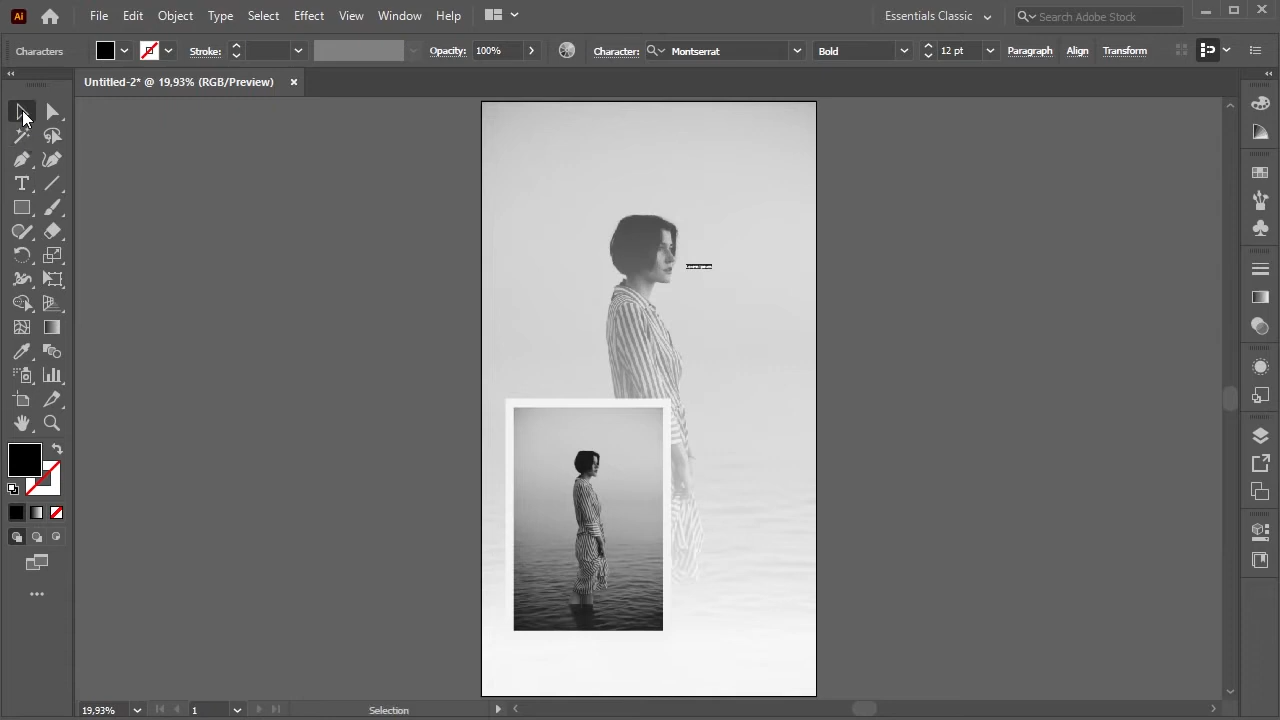 Ai File Edit Object Type Select Effect View Window Help Essentials Classic Search Adobe Stock
Characters Stroke: Opacity: 100% Character: Montserrat Bold 12 pt Paragraph Align Transform
Untitled-2* @ 19,93% (RGB/Preview)
19,93% 1 Selection